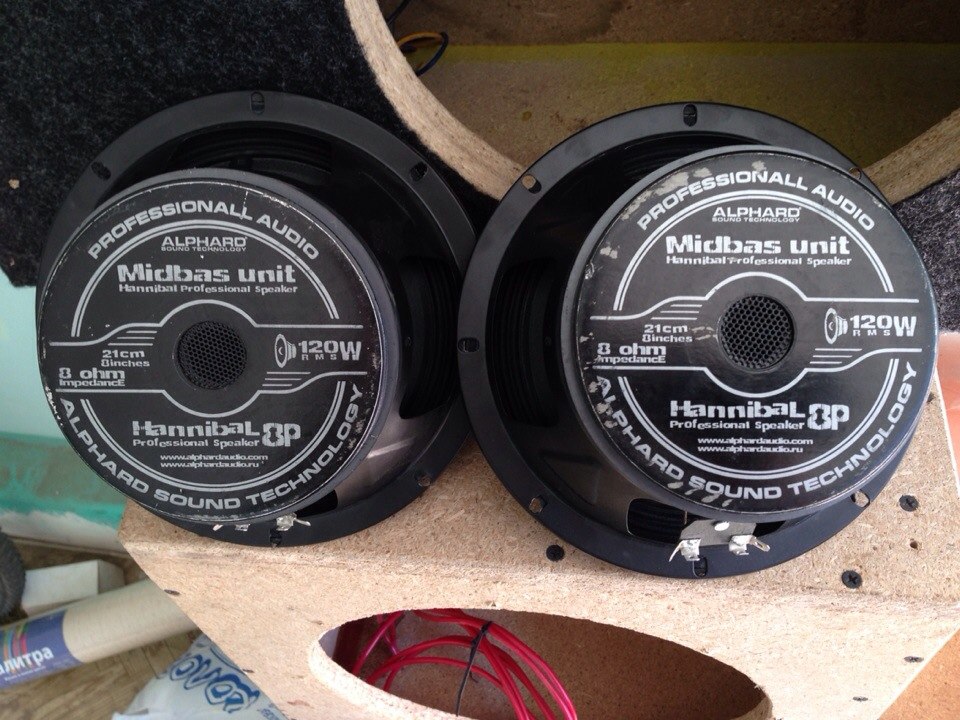 PROFESSIONALL AUDIO
ALPHARD
SOUND TECHNOLOGY
Midbas unit
Hannibal Professional Speaker
21cm
8inches
8 ohm
ImpedancE
120W
RMS
HannibaL 8P
Professional Speaker
www.alphardaudio.com
www.alphardaudio.ru
ALPHARD SOUND TECHNOLOGY
PROFESSIONALL AUDIO
ALPHARD
SOUND TECHNOLOGY
Midbas unit
Hannibal Professional Speaker
21cm
8inches
8 ohm
ImpedancE
120W
RMS
HannibaL 8P
Professional Speaker
www.alphardaudio.com
www.alphardaudio.ru
ALPHARD SOUND TECHNOLOGY
литра